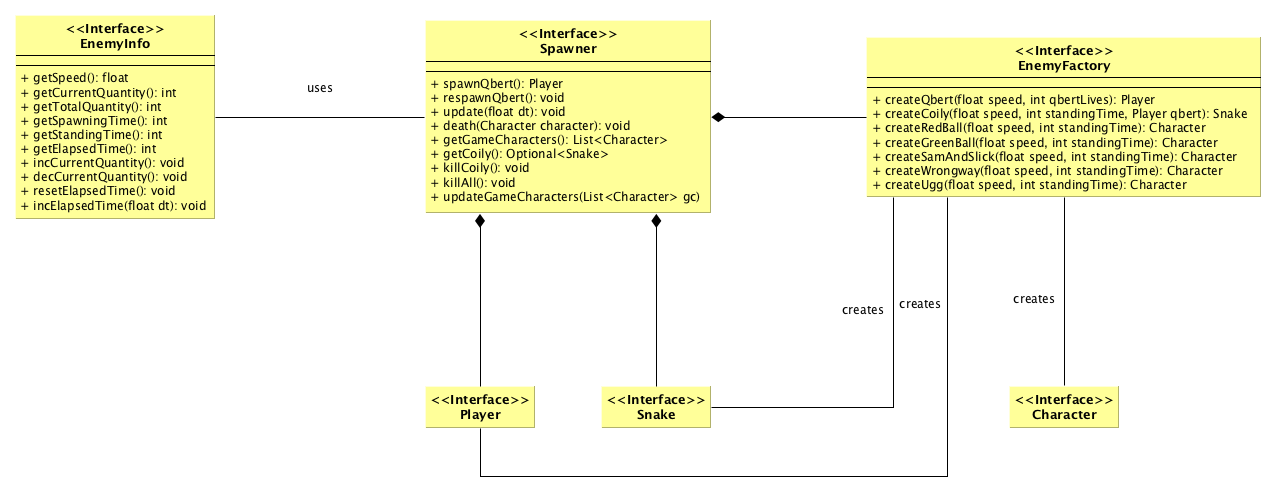 <<Interface>>
EnemyInfo
+ getSpeed(): float
+ getCurrentQuantity(): int
+ getTotalQuantity(): int
+ getSpawningTime(): int
+ getStandingTime(): int
+ getElapsedTime(): int
+ incCurrentQuantity(): void
+ decCurrentQuantity(): void
+ resetElapsedTime(): void
+ incElapsedTime(float dt): void
uses
<<Interface>>
Spawner
+ spawnQbert(): Player
+ respawnQbert(): void
+ update(float dt): void
+ death(Character character): void
+ getGameCharacters(): List<Character>
+ getCoily(): Optional<Snake>
+ killCoily(): void
+ killAll(): void
+ updateGameCharacters(List<Character> gc)
<<Interface>>
EnemyFactory
+ createQbert(float speed, int qbertLives): Player
+ createCoily(float speed, int standingTime, Player qbert): Snake
+ createRedBall(float speed, int standingTime): Character
+ createGreenBall(float speed, int standingTime): Character
+ createSamAndSlick(float speed, int standingTime): Character
+ createWrongway(float speed, int standingTime): Character
+ createUgg(float speed, int standingTime): Character
creates
creates
creates
<<Interface>>
Player
<<Interface>>
Snake
<<Interface>>
Character